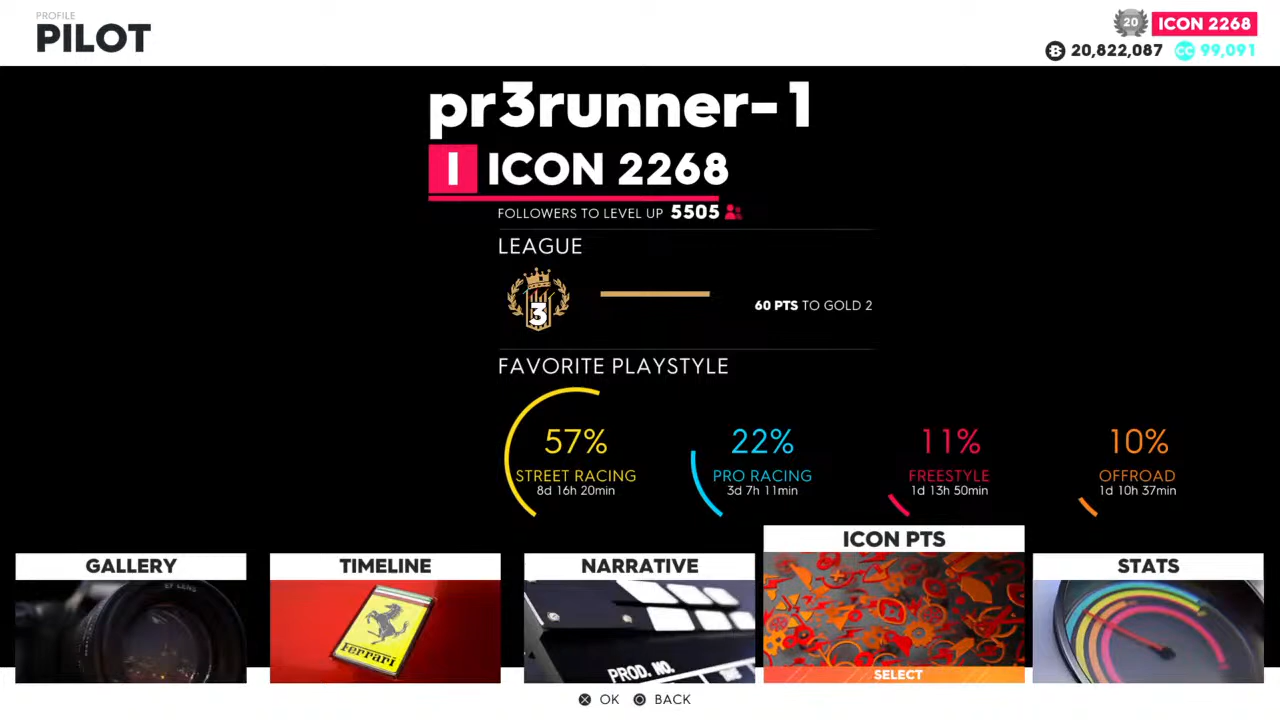 PROFILE
PILOT
20 ICON 2268
20,822,087 CC 99,091
pr3runner-1
I ICON 2268
FOLLOWERS TO LEVEL UP 5505
LEAGUE
3
60 PTS TO GOLD 2
FAVORITE PLAYSTYLE
57% 22% 11% 10%
STREET RACING PRO RACING FREESTYLE OFFROAD
8d 16h 20min 3d 7h 11min 1d 13h 50min 1d 10h 37min
GALLERY TIMELINE NARRATIVE ICON PTS STATS
Ferrari
PROD. NO.
SELECT
OK BACK